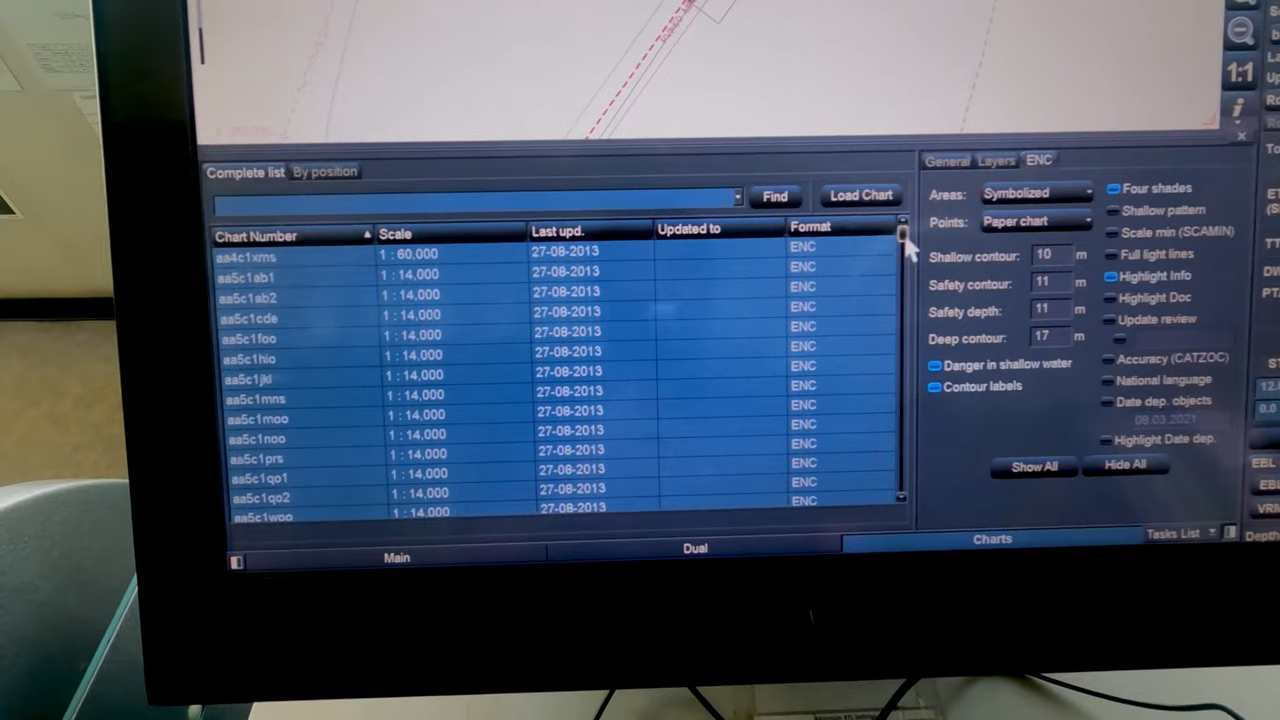 1:1
Complete list By position
Find Load Chart
Chart Number Scale Last upd. Updated to Format
aa4c1xms 1 : 60,000 27-08-2013 ENC
aa5c1ab1 1 : 14,000 27-08-2013 ENC
aa5c1ab2 1 : 14,000 27-08-2013 ENC
aa5c1cde 1 : 14,000 27-08-2013 ENC
aa5c1foo 1 : 14,000 27-08-2013 ENC
aa5c1hio 1 : 14,000 27-08-2013 ENC
aa5c1jkl 1 : 14,000 27-08-2013 ENC
aa5c1mns 1 : 14,000 27-08-2013 ENC
aa5c1moo 1 : 14,000 27-08-2013 ENC
aa5c1noo 1 : 14,000 27-08-2013 ENC
aa5c1prs 1 : 14,000 27-08-2013 ENC
aa5c1qo1 1 : 14,000 27-08-2013 ENC
aa5c1qo2 1 : 14,000 27-08-2013 ENC
aa5c1woo 1 : 14,000 27-08-2013 ENC
General Layers ENC
Areas: Symbolized
Points: Paper chart
Shallow contour: 10 m
Safety contour: 11 m
Safety depth: 11 m
Deep contour: 17 m
Danger in shallow water
Contour labels
Four shades
Shallow pattern
Scale min (SCAMIN)
Full light lines
Highlight Info
Highlight Doc
Update review
Accuracy (CATZOC)
National language
Date dep. objects
08.03.2021
Highlight Date dep.
Show All Hide All
Main Dual Charts Tasks List
EBL
VRM
Depth